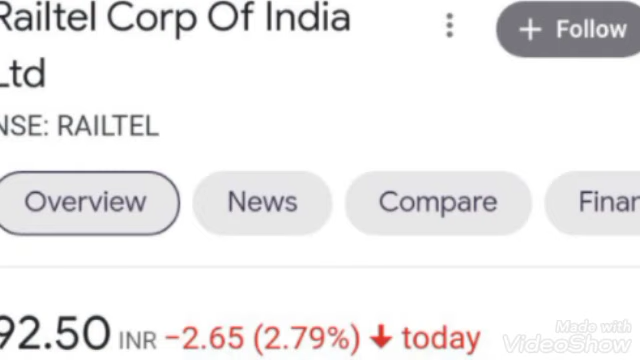 Railtel Corp Of India
Ltd
+ Follow
NSE: RAILTEL
Overview
News
Compare
Finan
92.50 INR −2.65 (2.79%) ↓ today
Made with
VideoShow